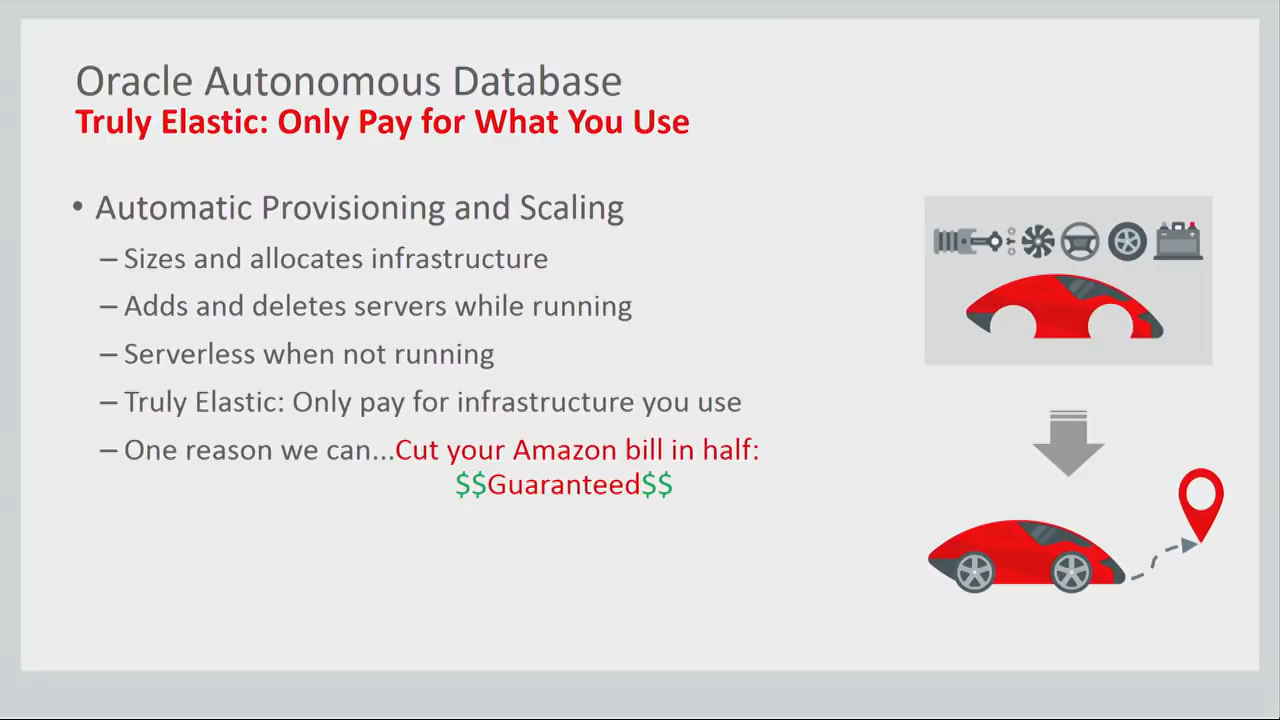 Oracle Autonomous Database
Truly Elastic: Only Pay for What You Use
• Automatic Provisioning and Scaling
– Sizes and allocates infrastructure
– Adds and deletes servers while running
– Serverless when not running
– Truly Elastic: Only pay for infrastructure you use
– One reason we can...Cut your Amazon bill in half:
$$Guaranteed$$